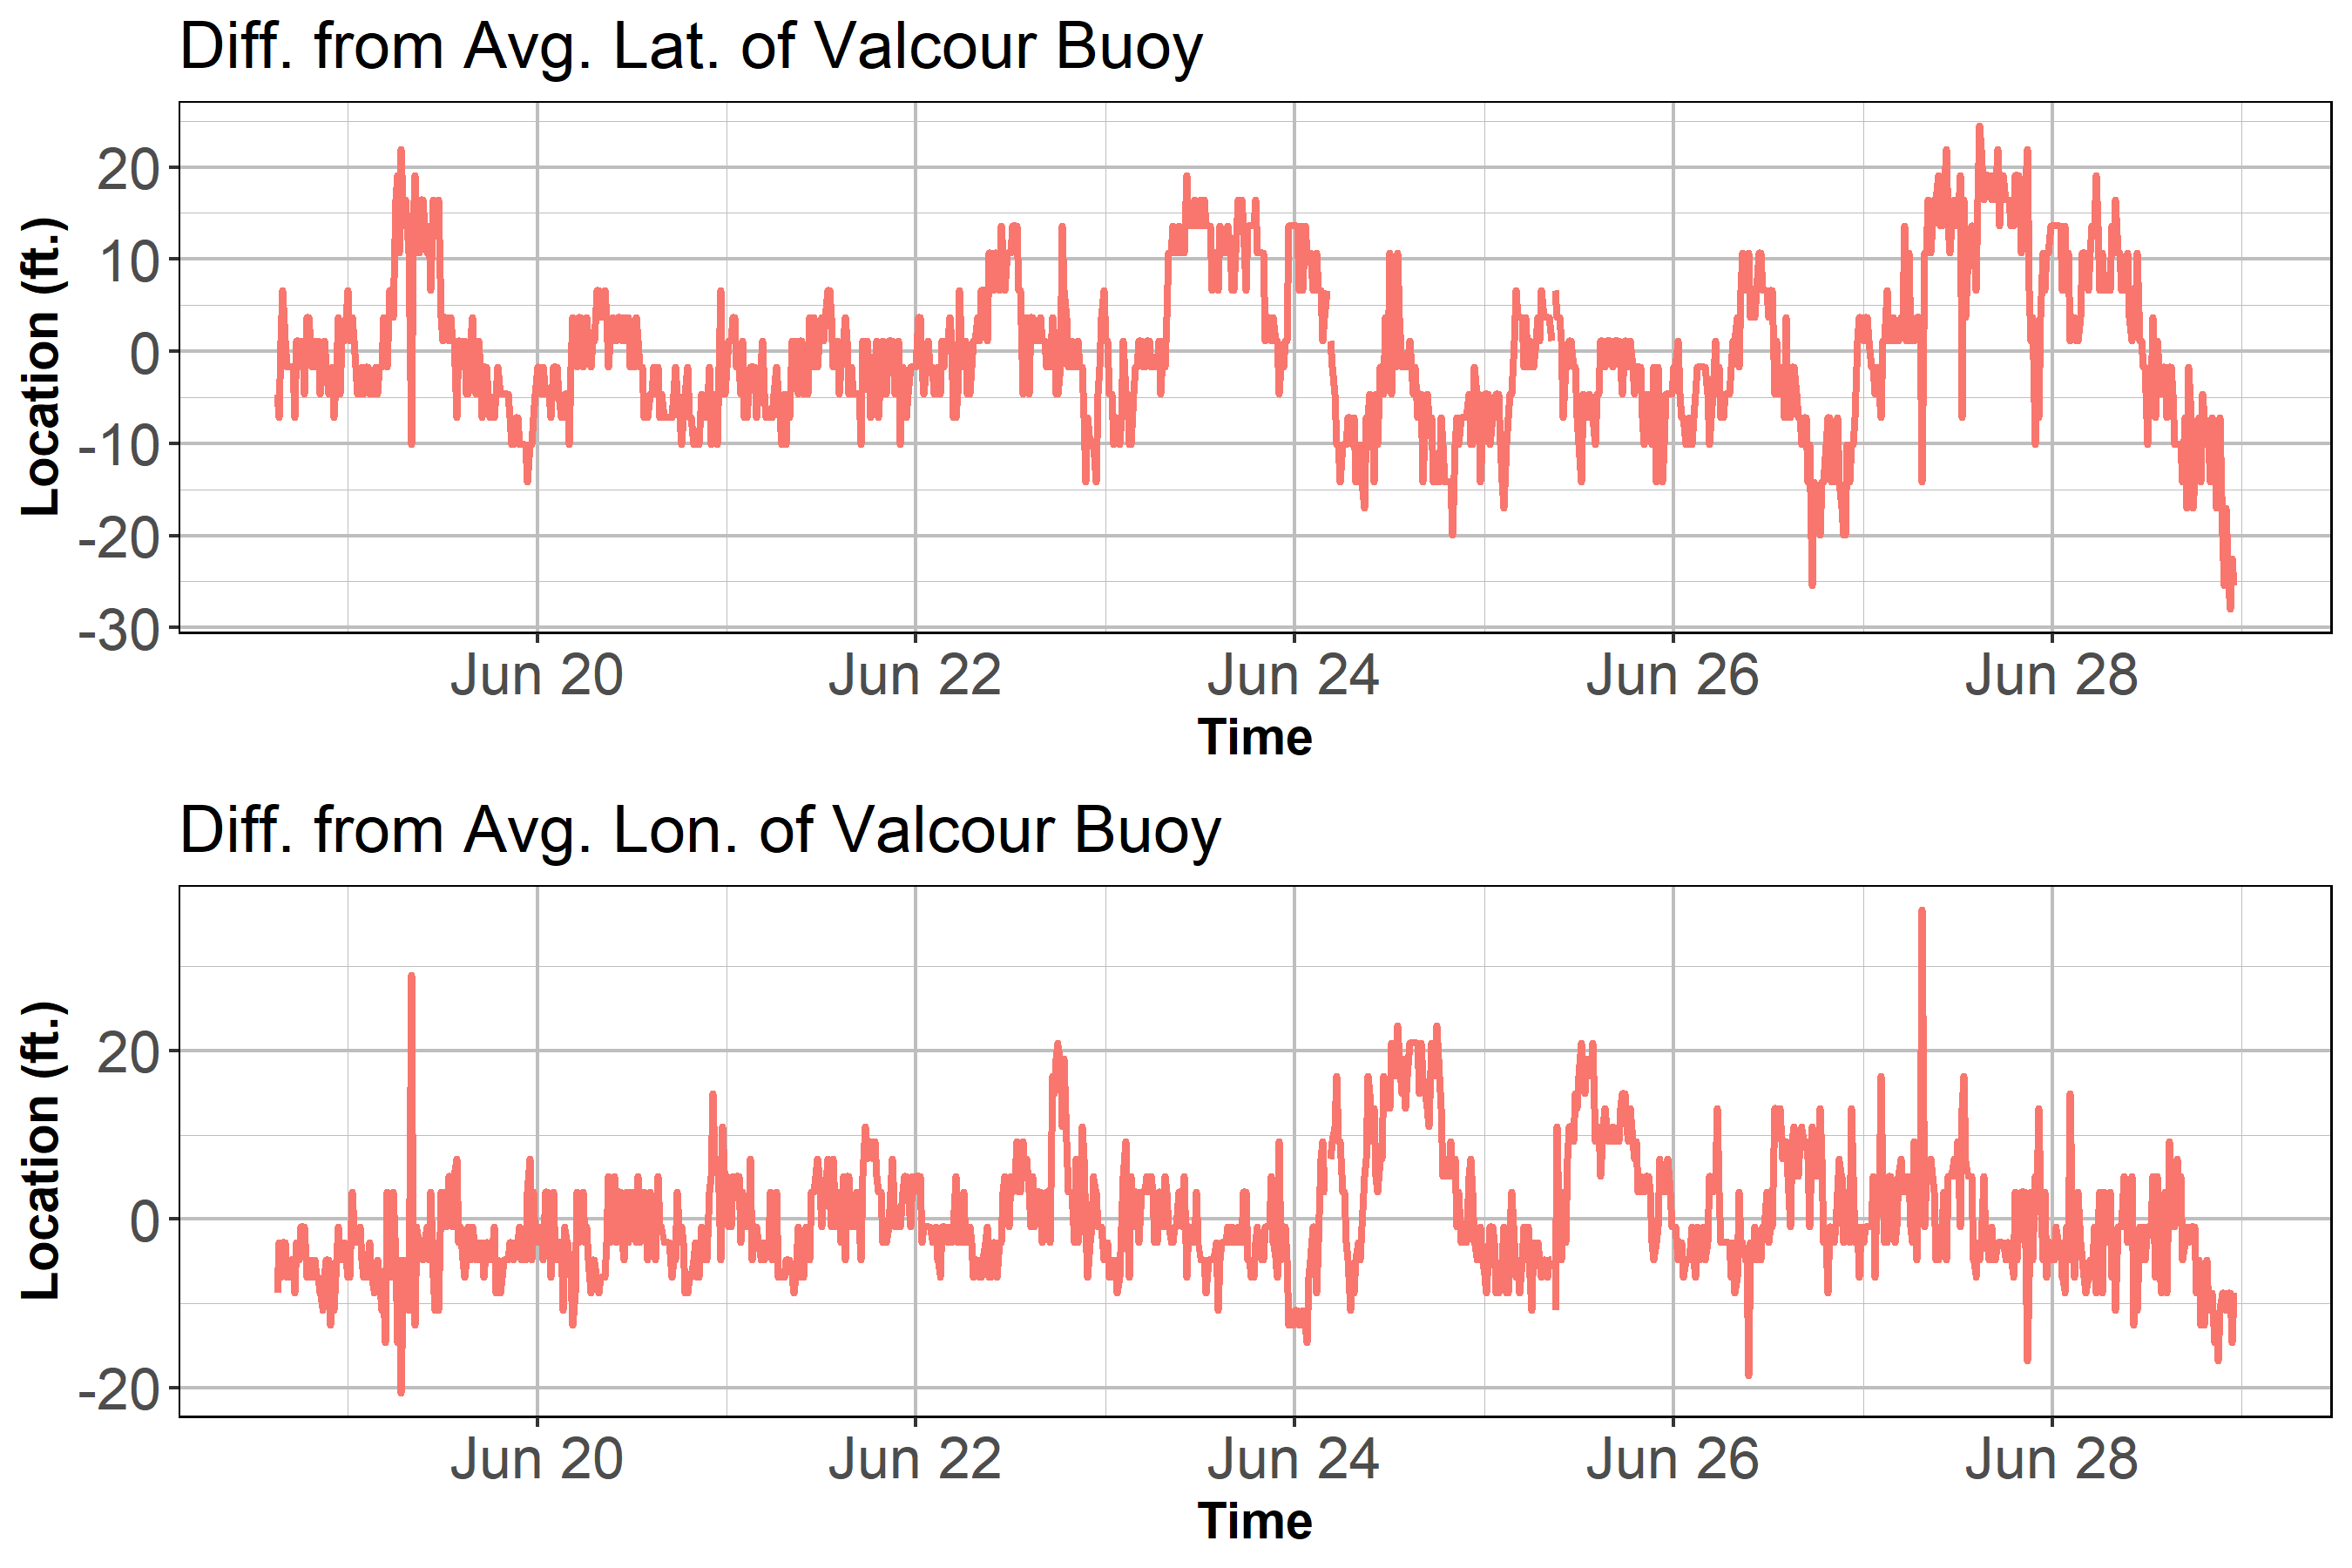 Diff. from Avg. Lat. of Valcour Buoy
Location (ft.)
20
10
0
-10
-20
-30
Jun 20 Jun 22 Jun 24 Jun 26 Jun 28
Time
Diff. from Avg. Lon. of Valcour Buoy
Location (ft.)
20
0
-20
Jun 20 Jun 22 Jun 24 Jun 26 Jun 28
Time